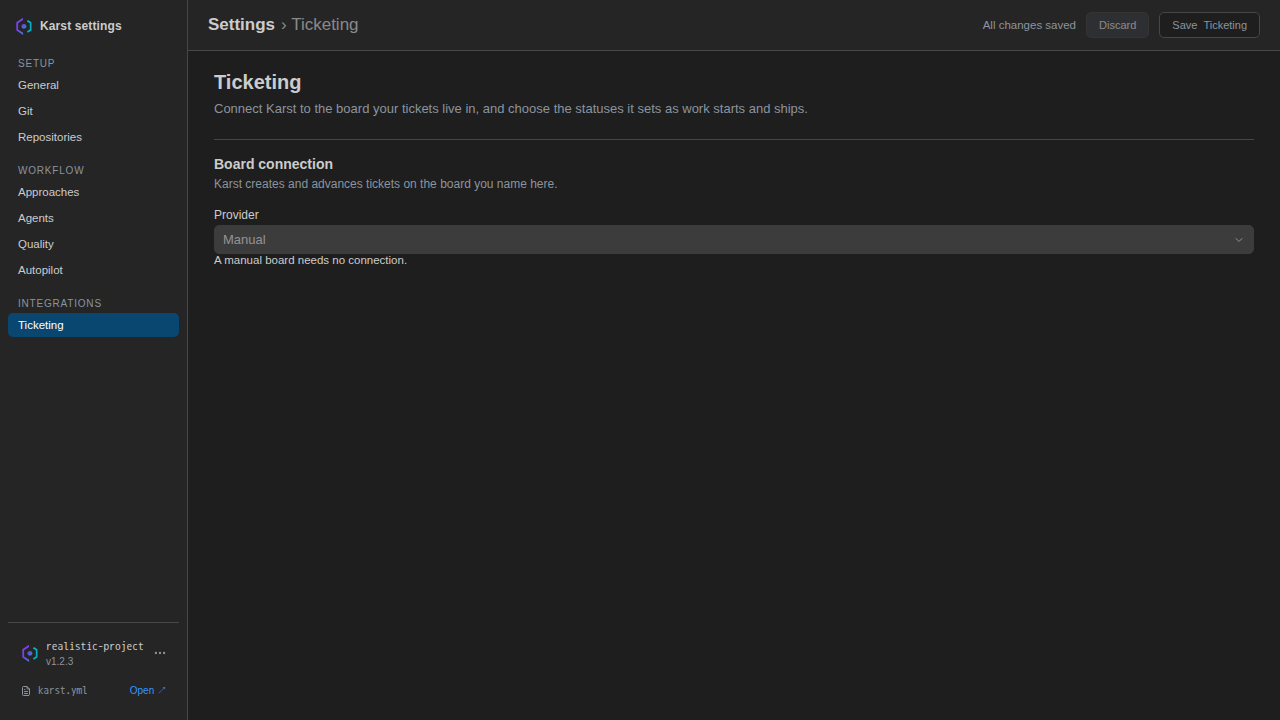 Karst settings
SETUP
General
Git
Repositories
WORKFLOW
Approaches
Agents
Quality
Autopilot
INTEGRATIONS
Ticketing
realistic-project
v1.2.3
karst.yml
Open ↗
Settings › Ticketing
All changes saved
Discard
Save Ticketing
Ticketing
Connect Karst to the board your tickets live in, and choose the statuses it sets as work starts and ships.
Board connection
Karst creates and advances tickets on the board you name here.
Provider
Manual
A manual board needs no connection.